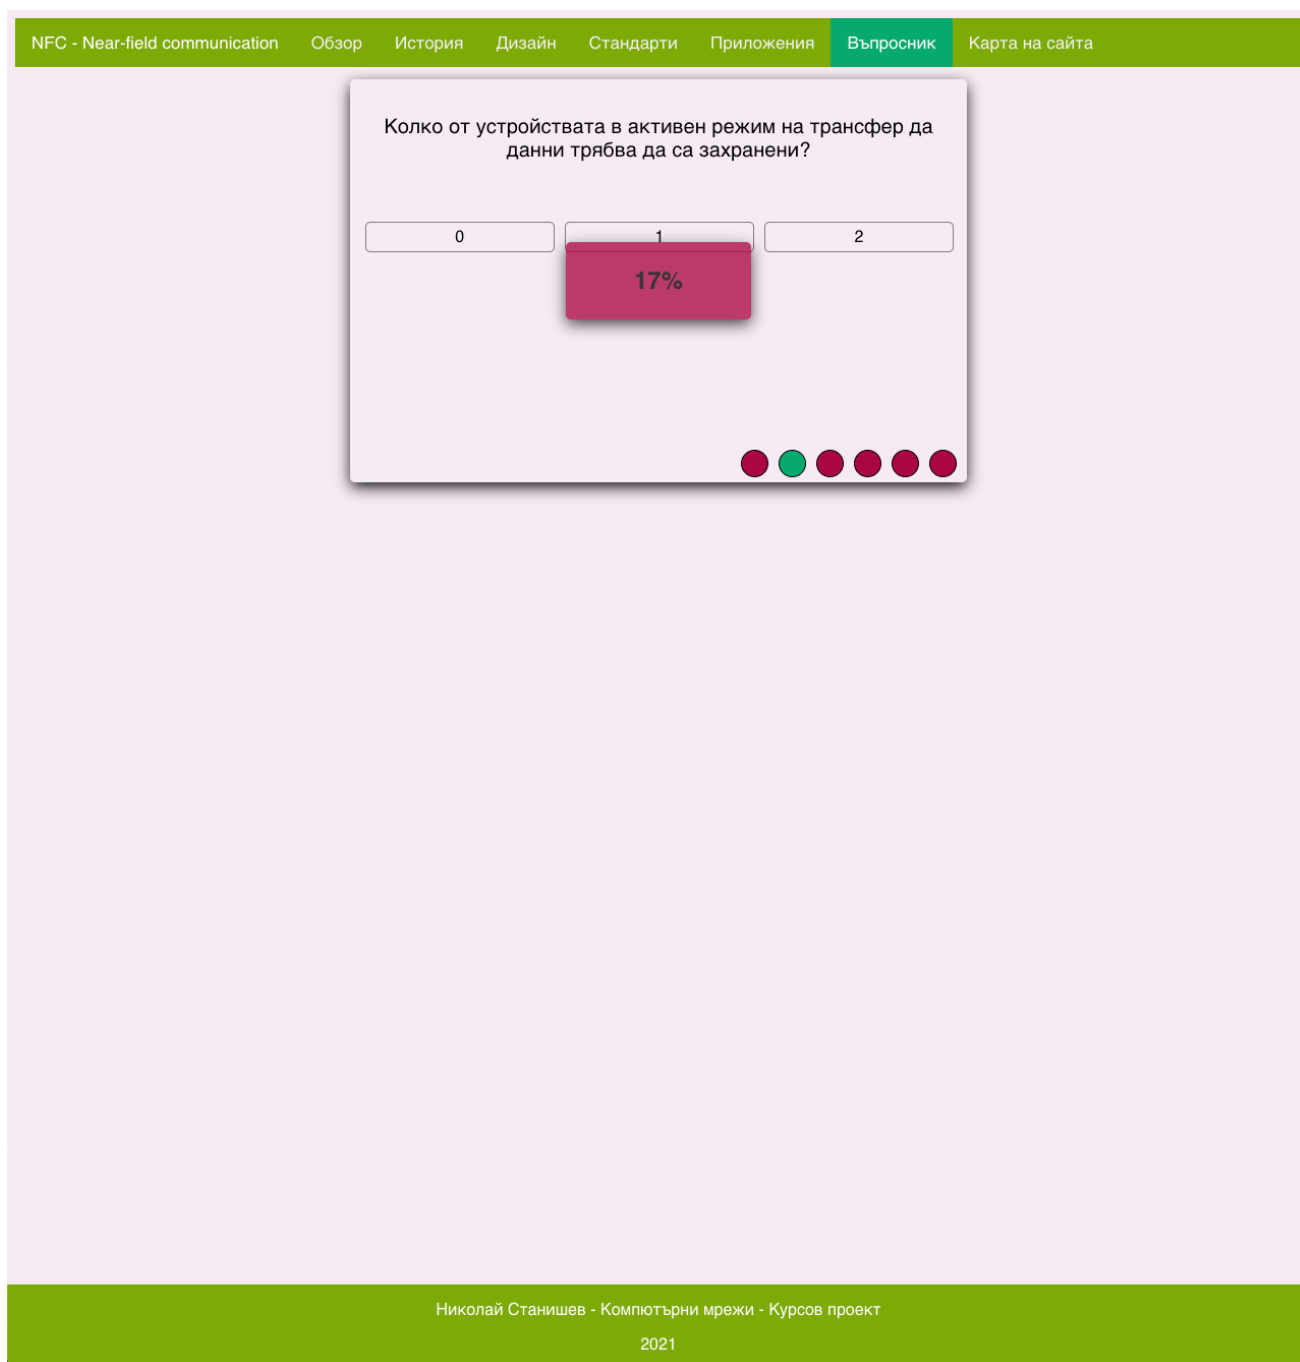 NFC - Near-field communication Обзор История Дизайн Стандарти Приложения Въпросник Карта на сайта
Колко от устройствата в активен режим на трансфер да
данни трябва да са захранени?
0 1 2
17%
Николай Станишев - Компютърни мрежи - Курсов проект
2021